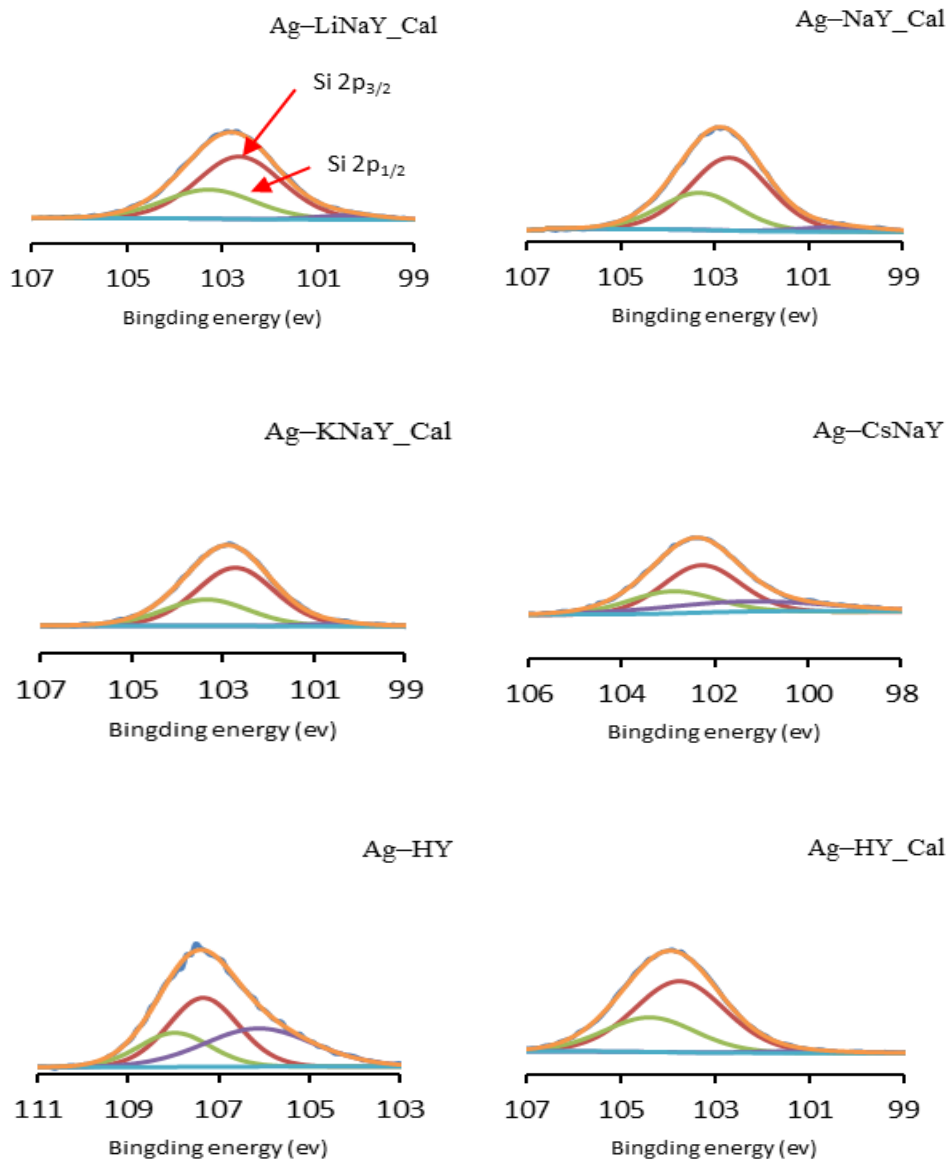 Ag–LiNaY_Cal
Si 2p3/2
Si 2p1/2
107 105 103 101 99
Bingding energy (ev)
Ag–NaY_Cal
107 105 103 101 99
Bingding energy (ev)
Ag–KNaY_Cal
107 105 103 101 99
Bingding energy (ev)
Ag–CsNaY
106 104 102 100 98
Bingding energy (ev)
Ag–HY
111 109 107 105 103
Bingding energy (ev)
Ag–HY_Cal
107 105 103 101 99
Bingding energy (ev)